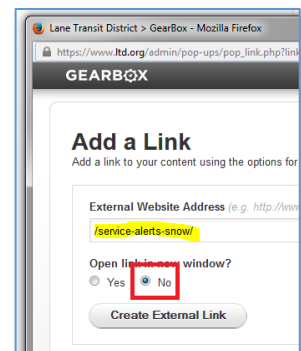 Lane Transit District > GearBox - Mozilla Firefox
https://www.ltd.org/admin/pop-ups/pop_link.php?link
GEARBOX
Add a Link
Add a link to your content using the options for
External Website Address (e.g. http://www
/service-alerts-snow/
Open link in new window?
Yes No
Create External Link